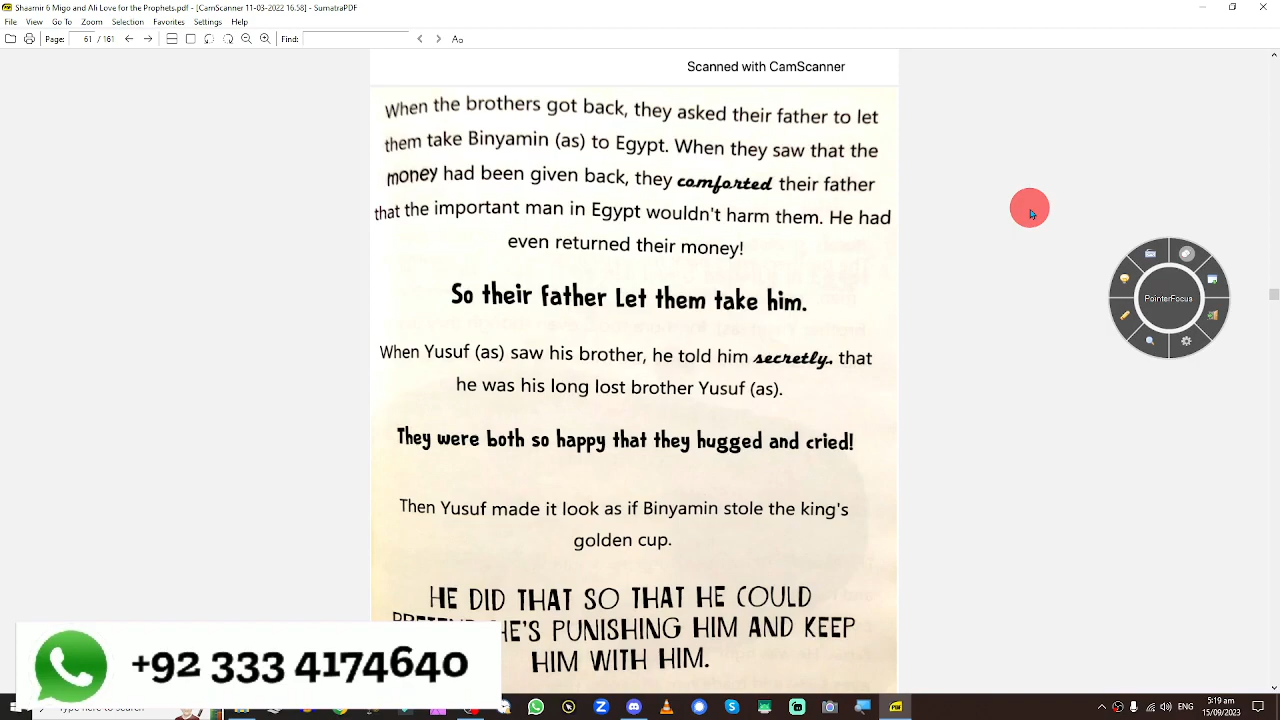 Shaamil 6 Migo and Ali Love for the Prophets.pdf - [CamScanner 11-03-2022 16.58] - SumatraPDF
File View Go To Zoom Favorites Settings Help
Page: 61 / 161 Find: Aa
Scanned with CamScanner
When the brothers got back, they asked their father to let
them take Binyamin (as) to Egypt. When they saw that the
money had been given back, they comforted their father
that the important man in Egypt wouldn't harm them. He had
even returned their money!
So their father Let them take him.
When Yusuf (as) saw his brother, he told him secretly. that
he was his long lost brother Yusuf (as).
They were both so happy that they hugged and cried!
Then Yusuf made it look as if Binyamin stole the king's
golden cup.
HE DID THAT SO THAT HE COULD
HE'S PUNISHING HIM AND KEEP
HIM WITH HIM.
Pointer Focus
+92 333 4174640
5:19 am
15/09/2023